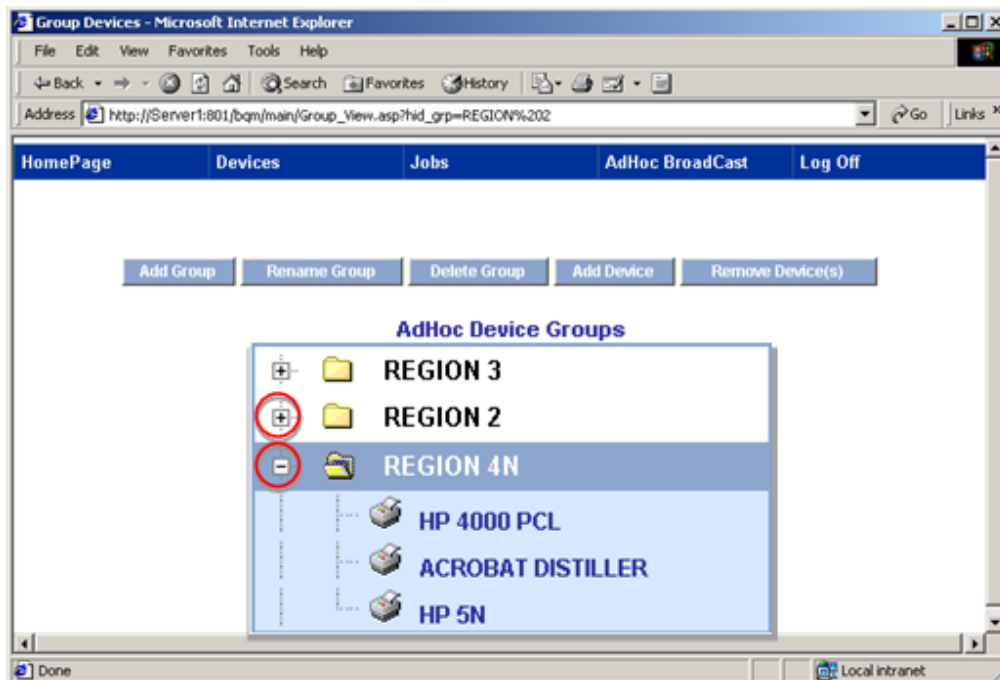 Group Devices - Microsoft Internet Explorer
File Edit View Favorites Tools Help
Back Search Favorites History
Address http://Server1:801/bqm/main/Group_View.asp?hid_grp=REGION%202 Go Links »
HomePage Devices Jobs AdHoc BroadCast Log Off
Add Group Rename Group Delete Group Add Device Remove Device(s)
AdHoc Device Groups
REGION 3
REGION 2
REGION 4N
HP 4000 PCL
ACROBAT DISTILLER
HP 5N
Done Local intranet